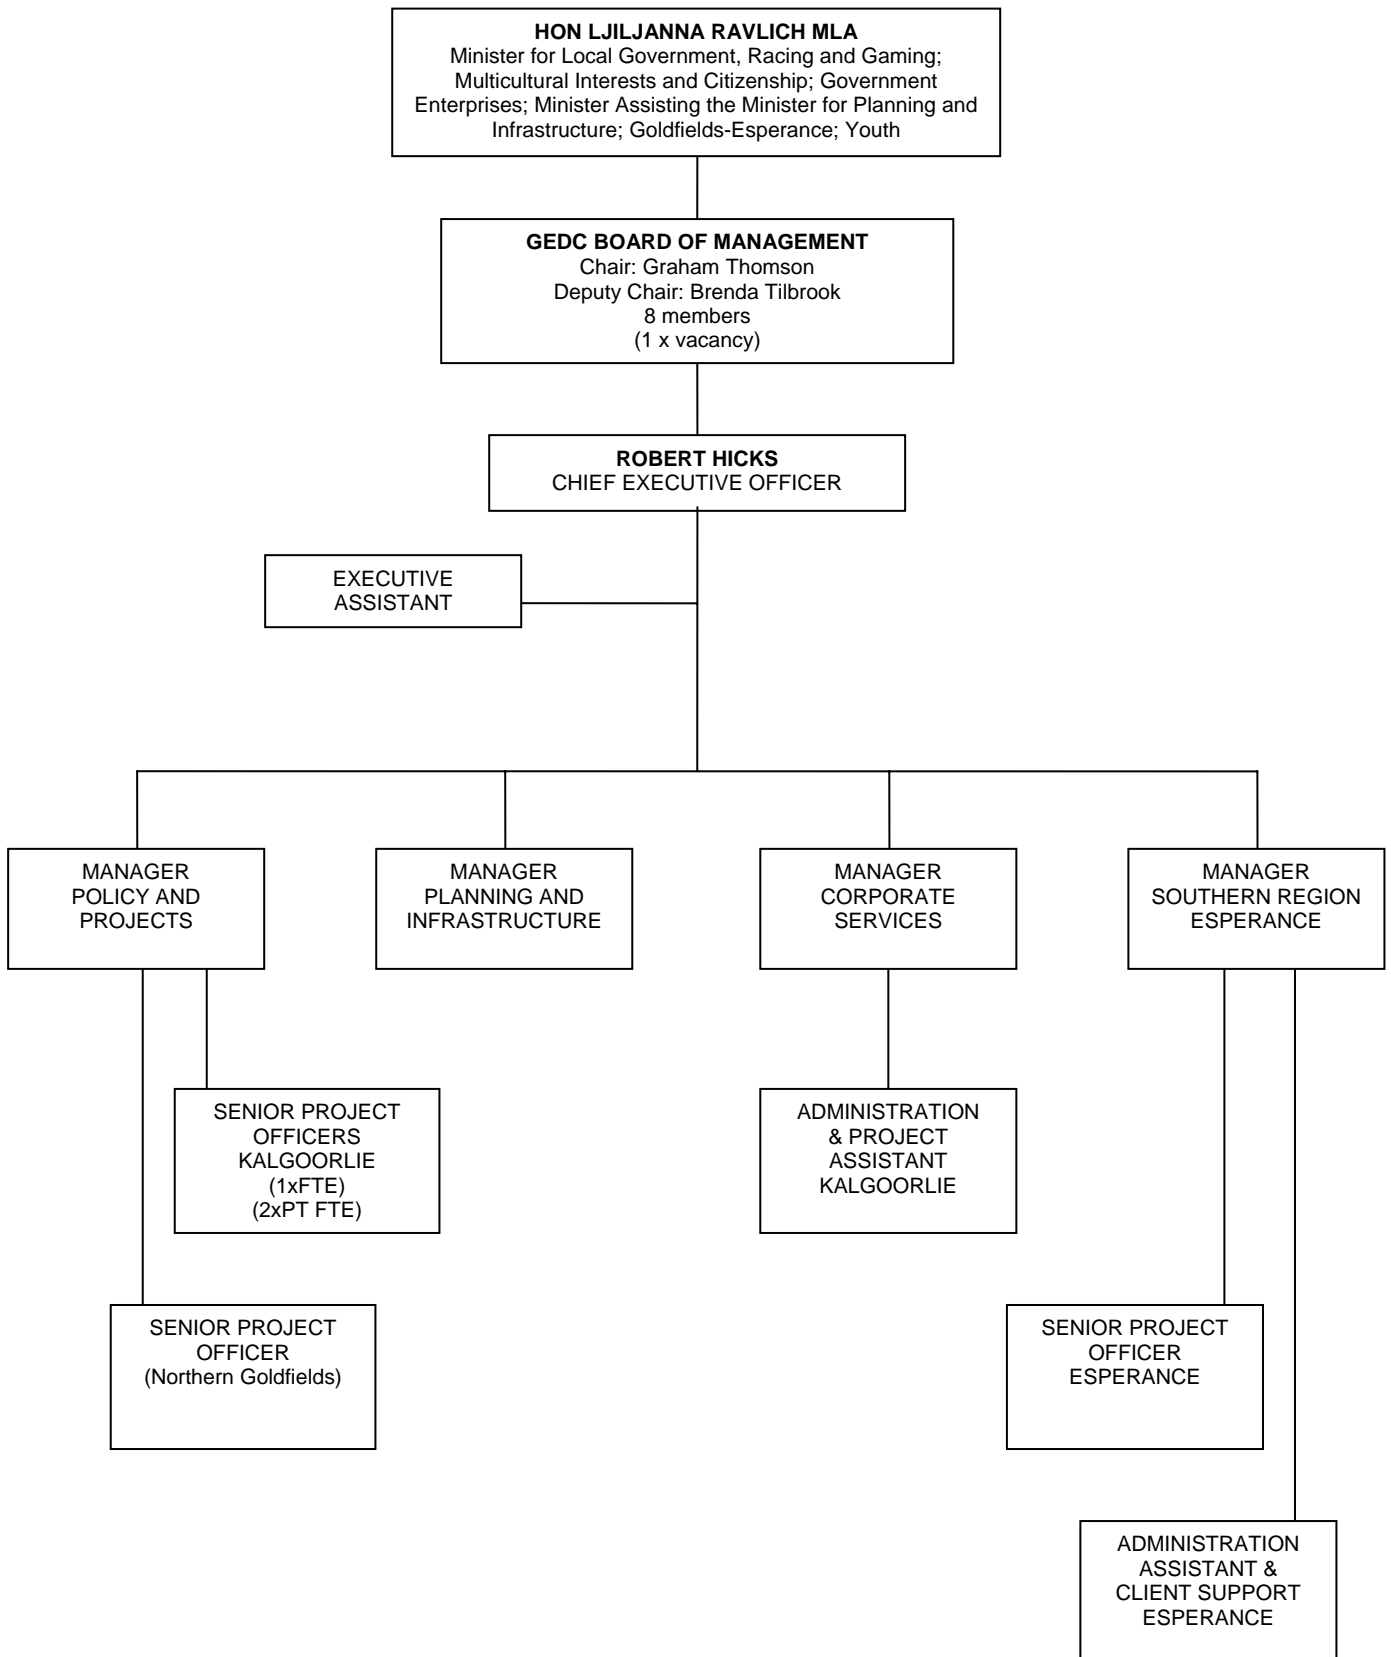 HON LJILJANNA RAVLICH MLA
Minister for Local Government, Racing and Gaming;
Multicultural Interests and Citizenship; Government
Enterprises; Minister Assisting the Minister for Planning and
Infrastructure; Goldfields-Esperance; Youth
GEDC BOARD OF MANAGEMENT
Chair: Graham Thomson
Deputy Chair: Brenda Tilbrook
8 members
(1 x vacancy)
ROBERT HICKS
CHIEF EXECUTIVE OFFICER
EXECUTIVE
ASSISTANT
MANAGER
POLICY AND
PROJECTS
MANAGER
PLANNING AND
INFRASTRUCTURE
MANAGER
CORPORATE
SERVICES
MANAGER
SOUTHERN REGION
ESPERANCE
SENIOR PROJECT
OFFICERS
KALGOORLIE
(1xFTE)
(2xPT FTE)
ADMINISTRATION
& PROJECT
ASSISTANT
KALGOORLIE
SENIOR PROJECT
OFFICER
(Northern Goldfields)
SENIOR PROJECT
OFFICER
ESPERANCE
ADMINISTRATION
ASSISTANT &
CLIENT SUPPORT
ESPERANCE